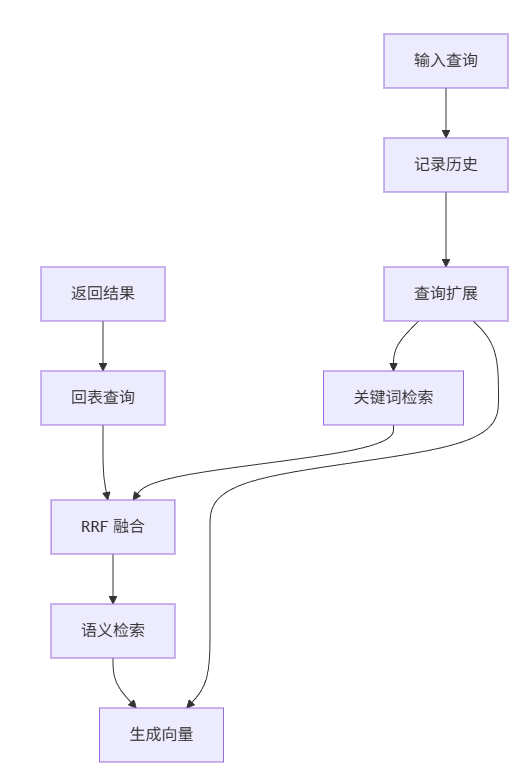 输入查询
记录历史
返回结果
查询扩展
回表查询
关键词检索
RRF 融合
语义检索
生成向量